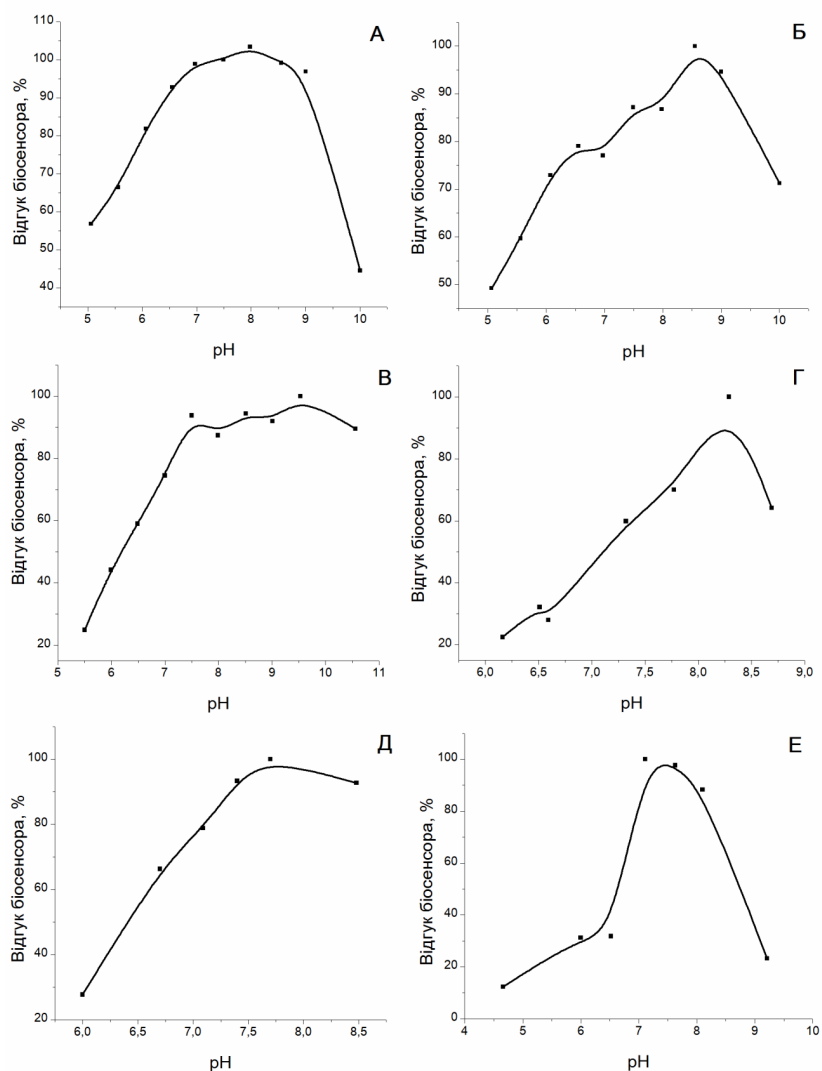 А
Відгук біосенсора, %
110
100
90
80
70
60
50
40
5 6 7 8 9 10
pH
Б
Відгук біосенсора, %
100
90
80
70
60
50
5 6 7 8 9 10
pH
В
Відгук біосенсора, %
100
80
60
40
20
5 6 7 8 9 10 11
pH
Г
Відгук біосенсора, %
100
80
60
40
20
6,0 6,5 7,0 7,5 8,0 8,5 9,0
pH
Д
Відгук біосенсора, %
100
80
60
40
20
6,0 6,5 7,0 7,5 8,0 8,5
pH
Е
Відгук біосенсора, %
100
80
60
40
20
0
4 5 6 7 8 9 10
pH